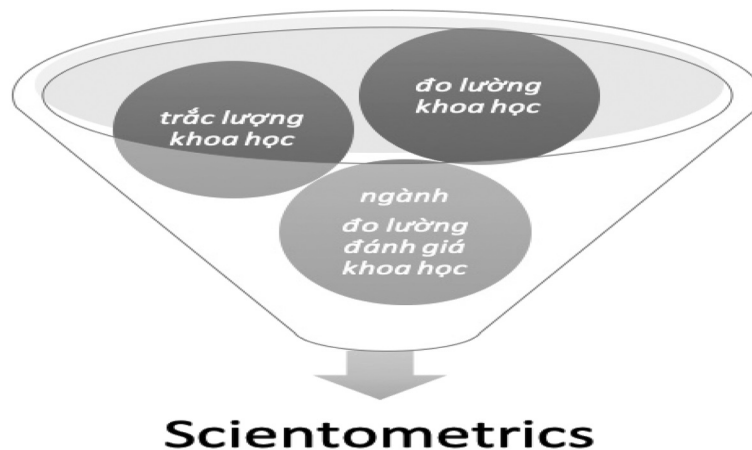 trắc lượng
khoa học
đo lường
khoa học
ngành
đo lường
đánh giá
khoa học
Scientometrics